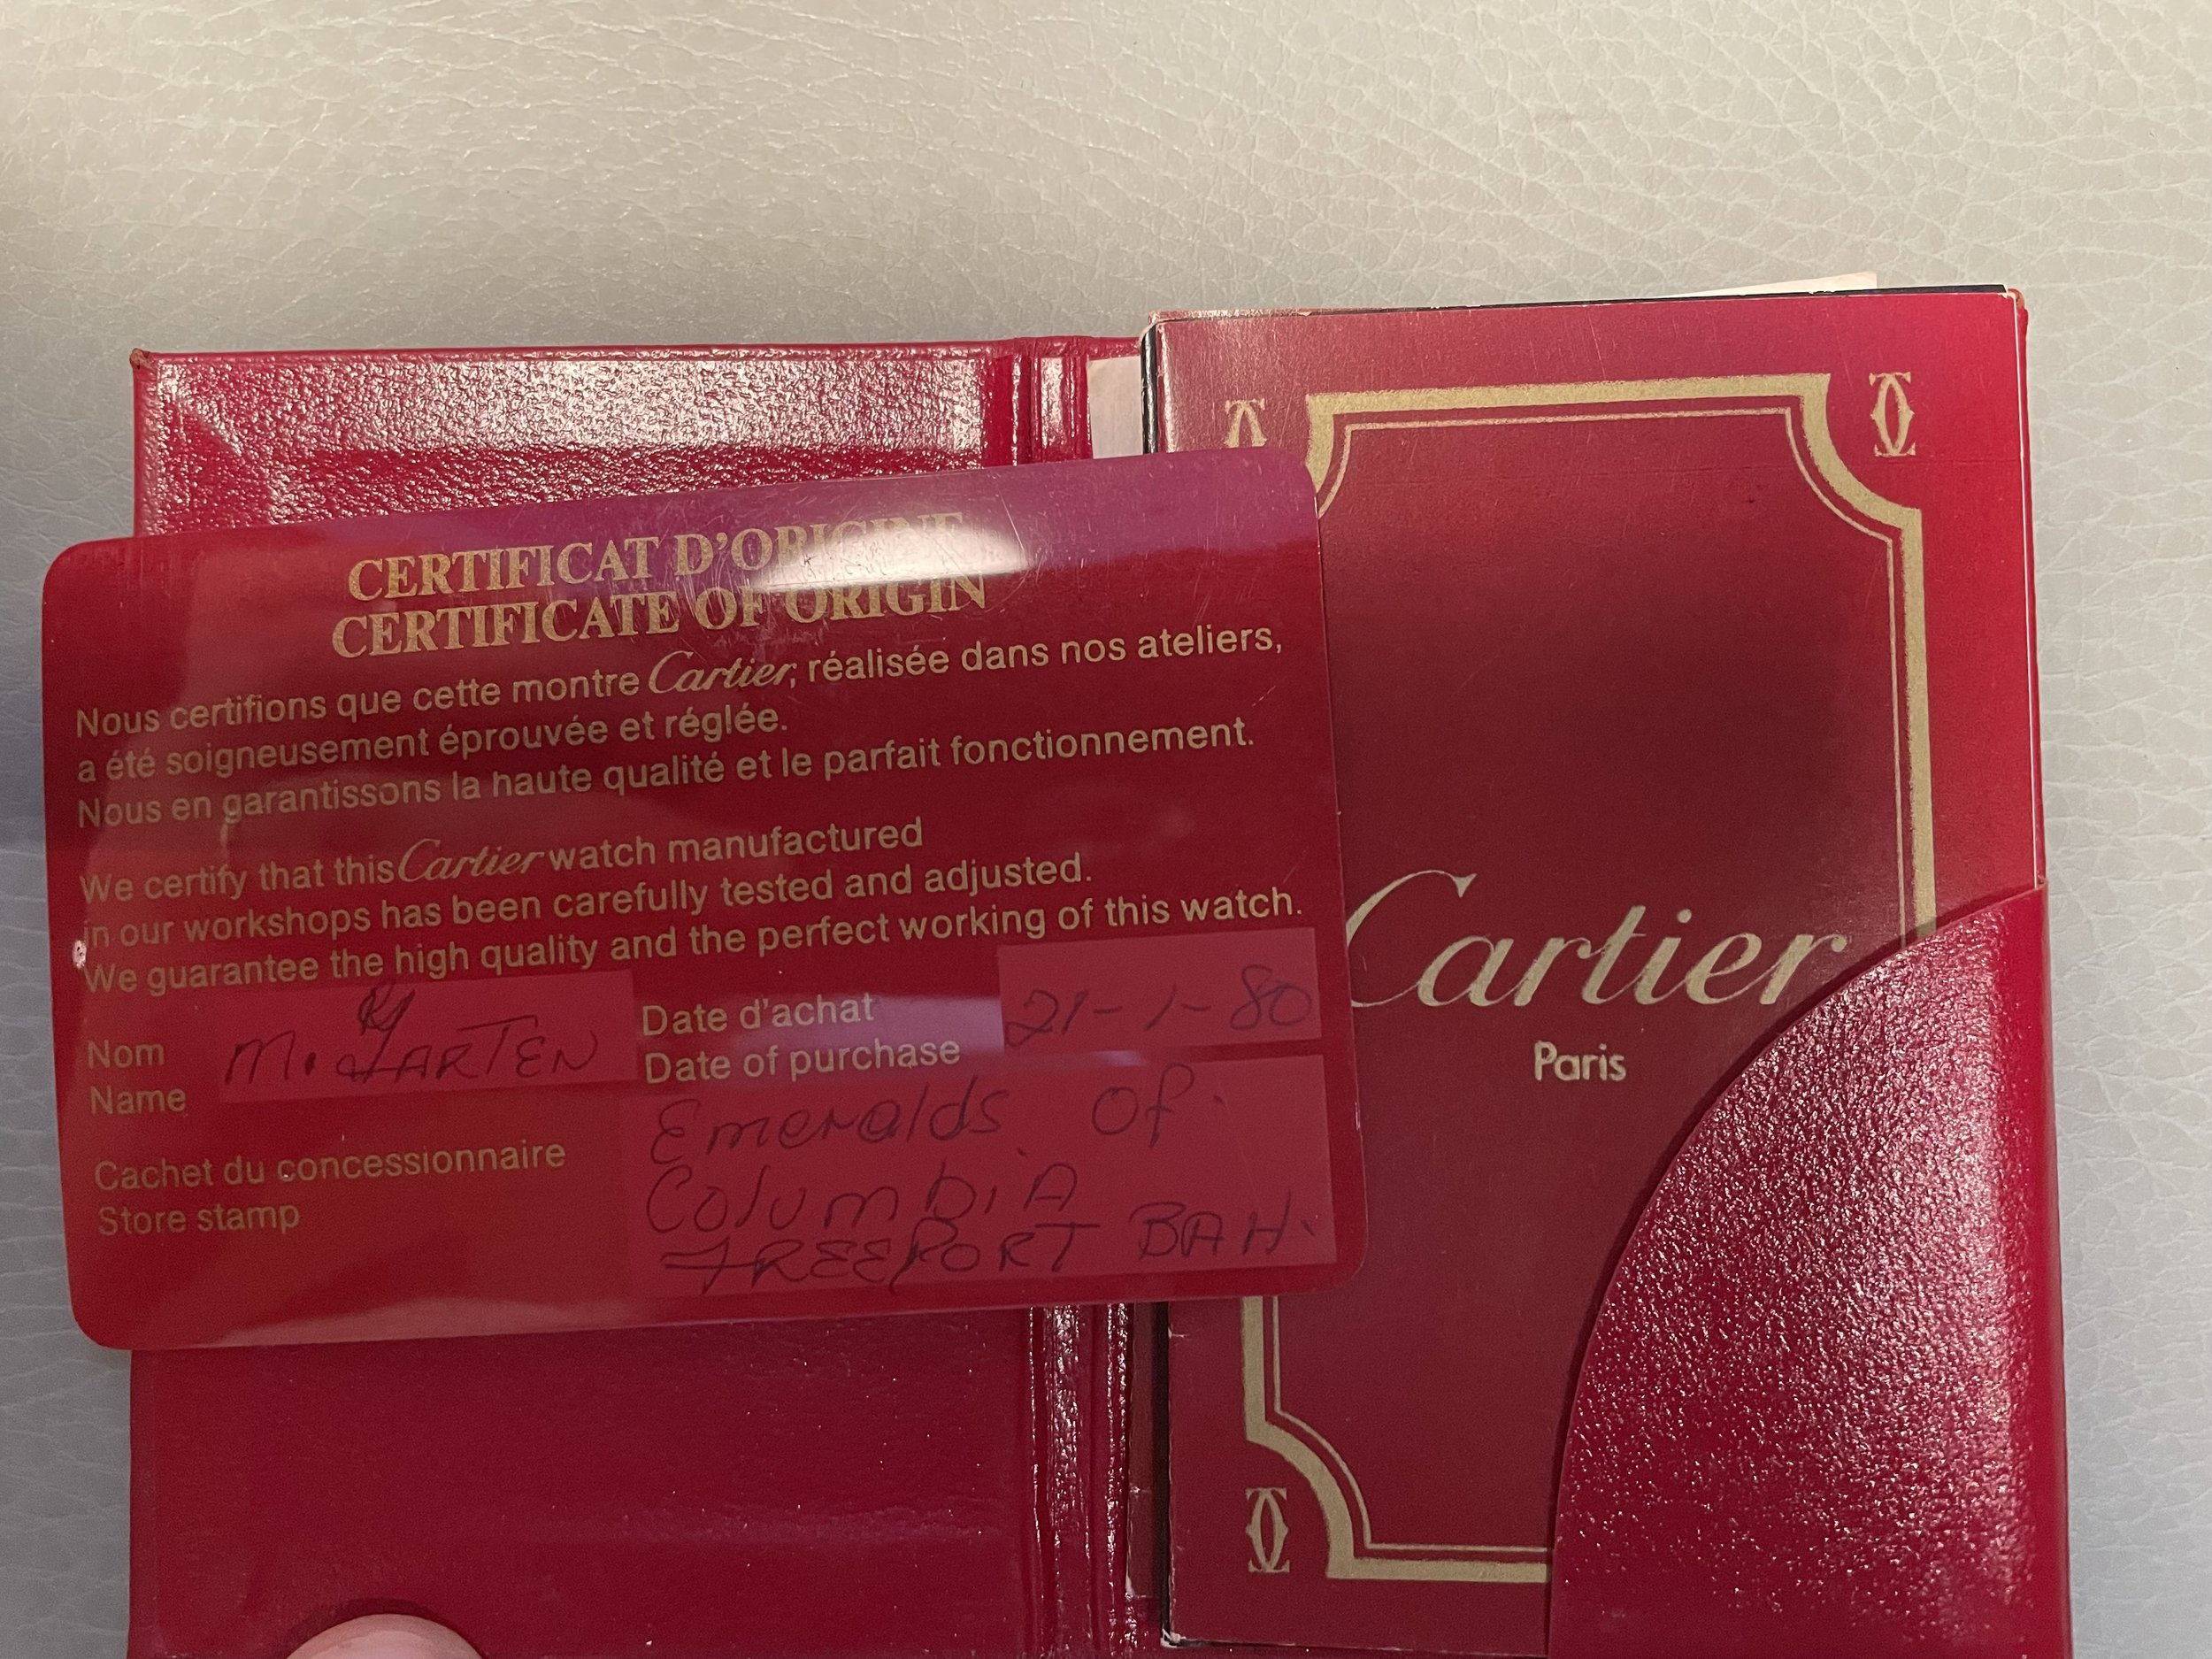 CERTIFICAT D'ORIGINE
CERTIFICATE OF ORIGIN
Nous certifions que cette montre Cartier, réalisée dans nos ateliers,
a été soigneusement éprouvée et réglée.
Nous en garantissons la haute qualité et le parfait fonctionnement.
We certify that this Cartier watch manufactured
in our workshops has been carefully tested and adjusted.
We guarantee the high quality and the perfect working of this watch.
Nom
Name
M.
Date d'achat
Date of purchase
21-1-80
Cachet du concessionnaire
Store stamp
Emeralds Of
ColumbiA
FREEPORT BAH.
Cartier
Paris